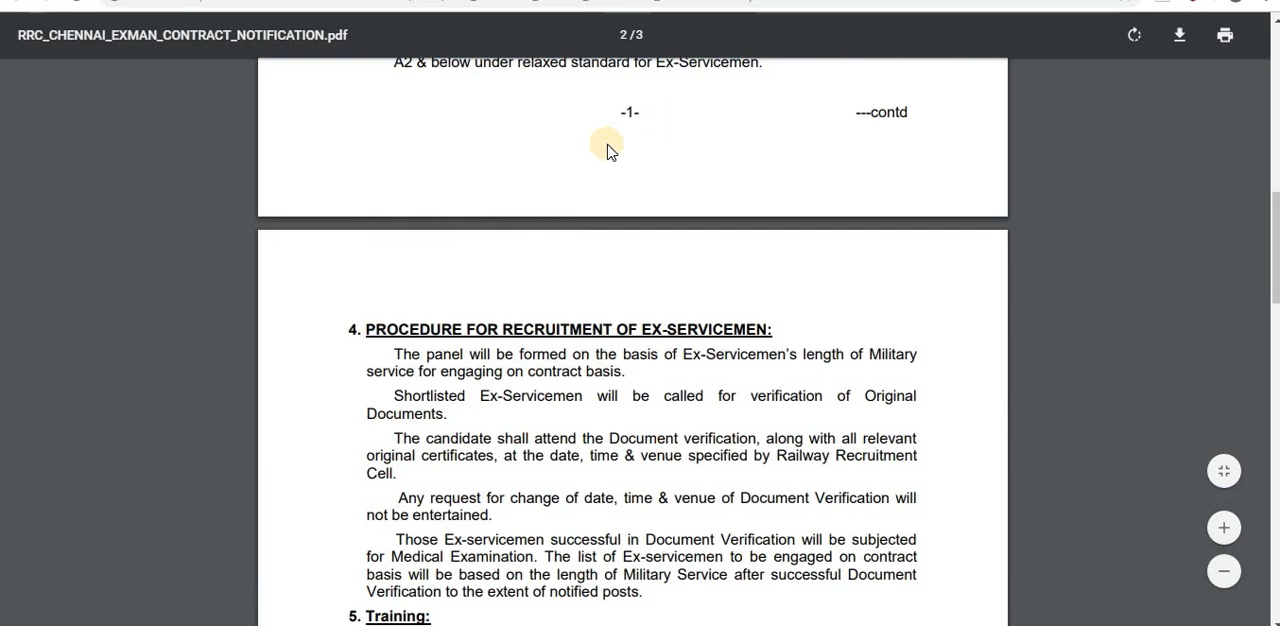 RRC_CHENNAI_EXMAN_CONTRACT_NOTIFICATION.pdf
2 / 3
A2 & below under relaxed standard for Ex-Servicemen.
-1-
---contd
4. PROCEDURE FOR RECRUITMENT OF EX-SERVICEMEN:
The panel will be formed on the basis of Ex-Servicemen's length of Military
service for engaging on contract basis.
Shortlisted Ex-Servicemen will be called for verification of Original
Documents.
The candidate shall attend the Document verification, along with all relevant
original certificates, at the date, time & venue specified by Railway Recruitment
Cell.
Any request for change of date, time & venue of Document Verification will
not be entertained.
Those Ex-servicemen successful in Document Verification will be subjected
for Medical Examination. The list of Ex-servicemen to be engaged on contract
basis will be based on the length of Military Service after successful Document
Verification to the extent of notified posts.
5. Training: